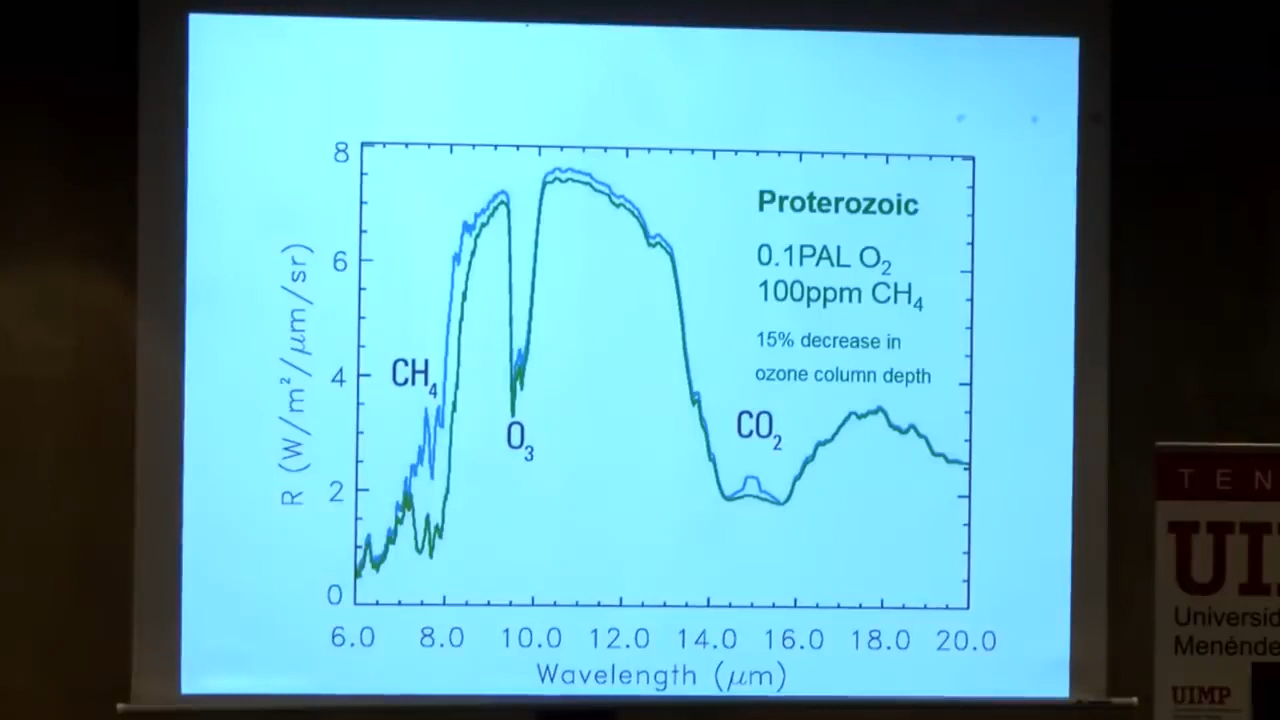 8
6
4
2
0
R (W/m²/μm/sr)
6.0 8.0 10.0 12.0 14.0 16.0 18.0 20.0
Wavelength (μm)
CH₄
O₃
CO₂
Proterozoic
0.1PAL O₂
100ppm CH₄
15% decrease in
ozone column depth
T E N
UI
Menénde
UIMP